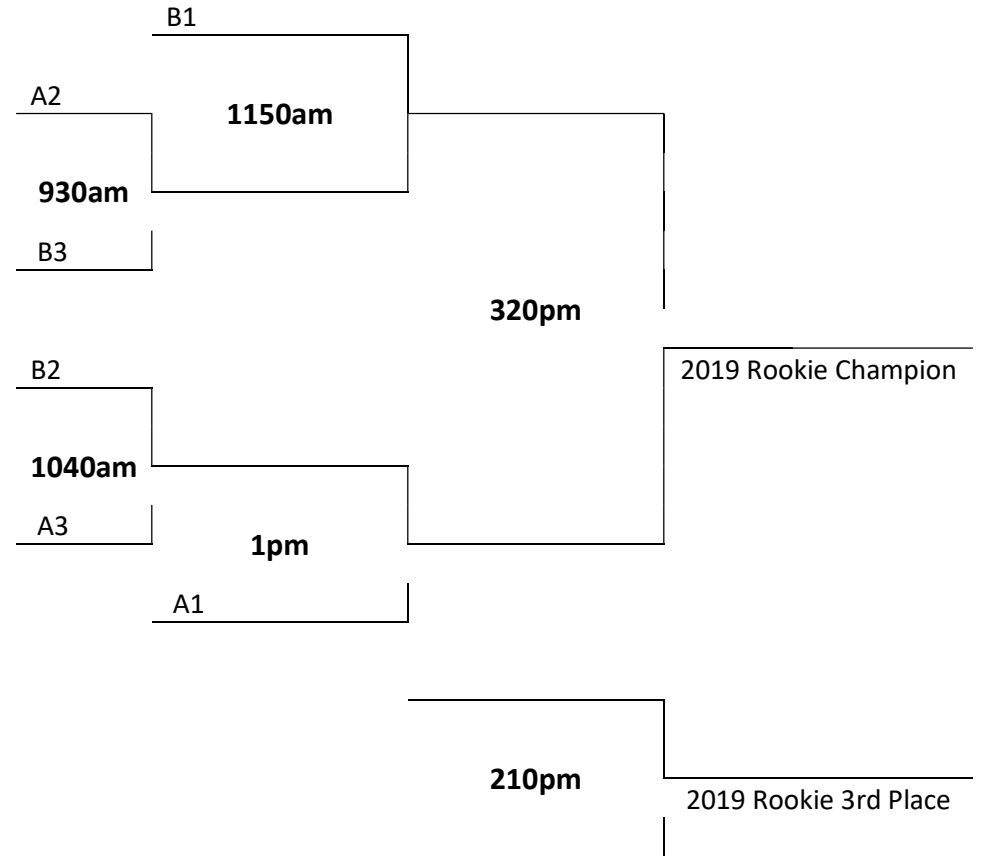 B1
A2
1150am
930am
B3
320pm
B2
2019 Rookie Champion
1040am
A3
1pm
A1
210pm
2019 Rookie 3rd Place